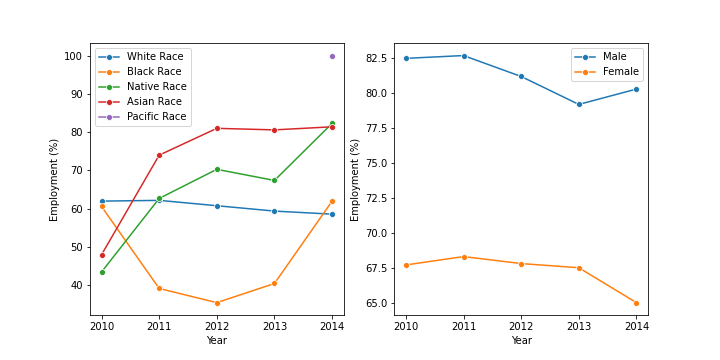 100
90
80
70
60
50
40
Employment (%)
2010 2011 2012 2013 2014
Year
White Race
Black Race
Native Race
Asian Race
Pacific Race
82.5
80.0
77.5
75.0
72.5
70.0
67.5
65.0
Employment (%)
2010 2011 2012 2013 2014
Year
Male
Female